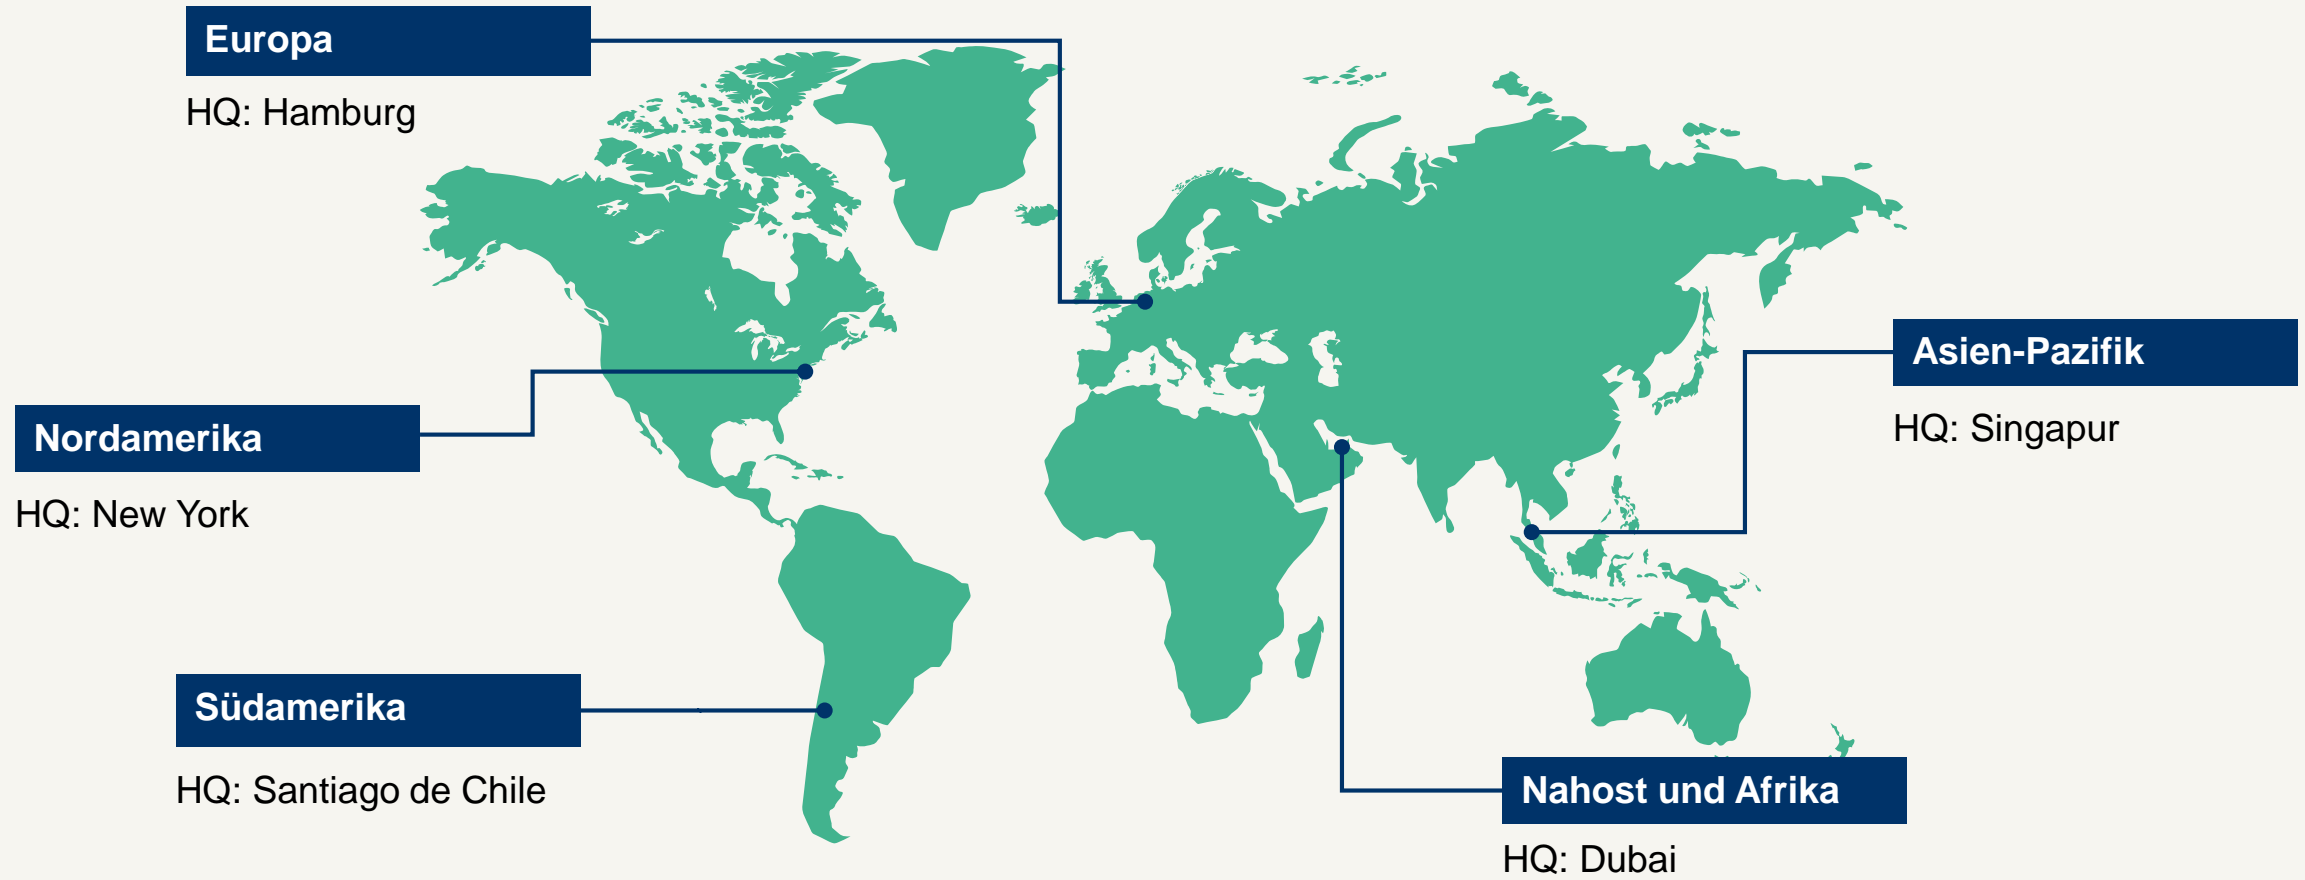 Europa
HQ: Hamburg
Nordamerika
HQ: New York
Südamerika
HQ: Santiago de Chile
Asien-Pazifik
HQ: Singapur
Nahost und Afrika
HQ: Dubai